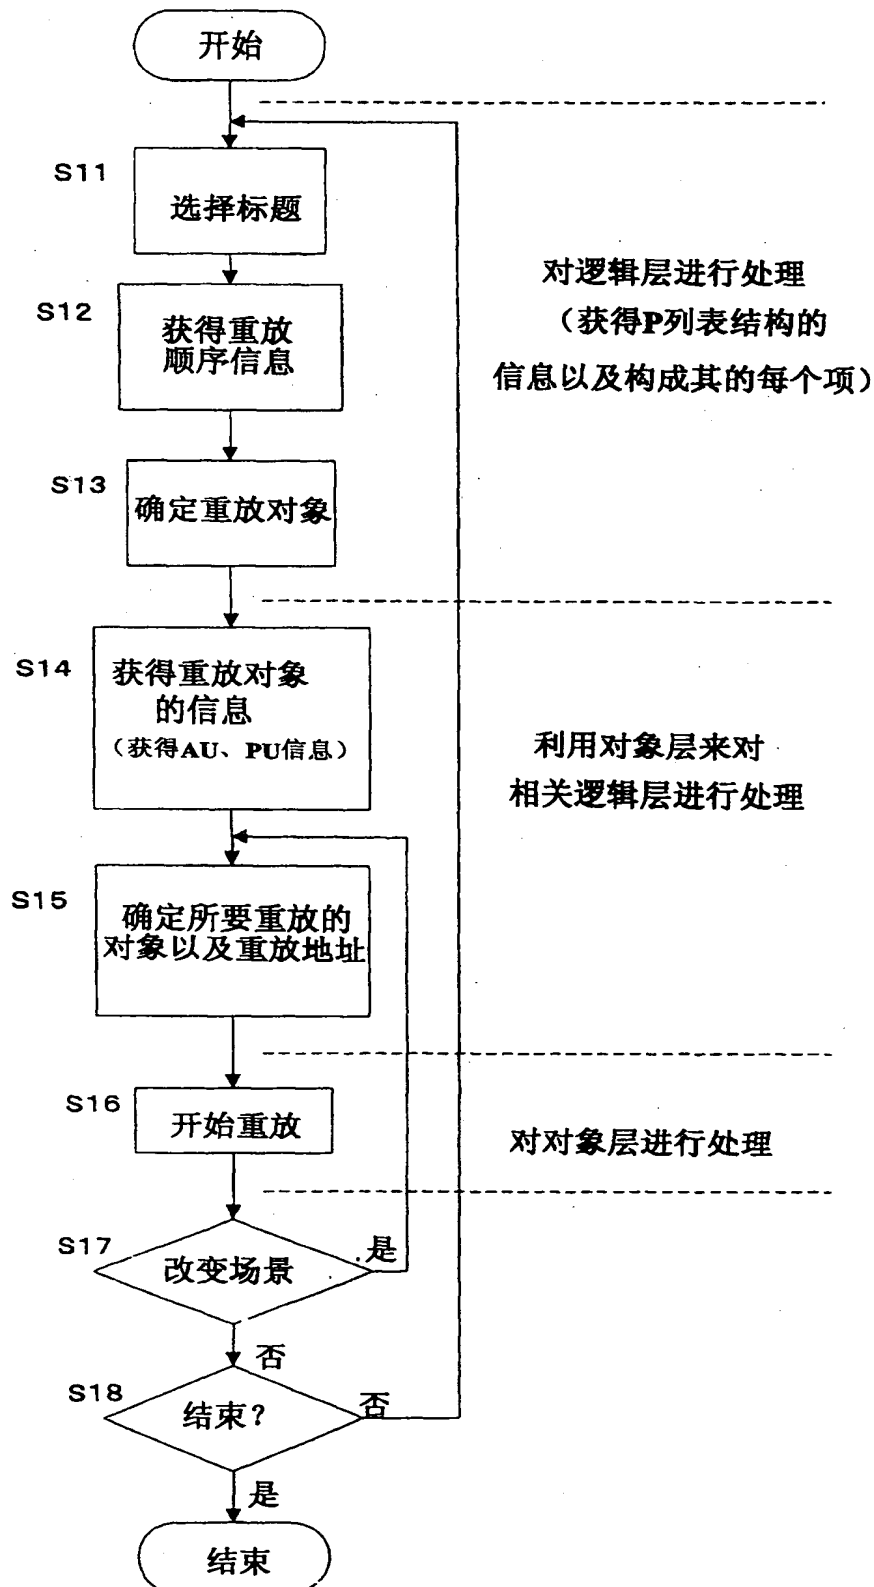 开始
S11
选择标题
对逻辑层进行处理
（获得P列表结构的
信息以及构成其的每个项）
S12
获得重放
顺序信息
S13
确定重放对象
S14
获得重放对象
的信息
（获得AU、PU信息）
利用对象层来对
相关逻辑层进行处理
S15
确定所要重放的
对象以及重放地址
S16
开始重放
对对象层进行处理
S17
改变场景
是
否
S18
结束？
否
是
结束